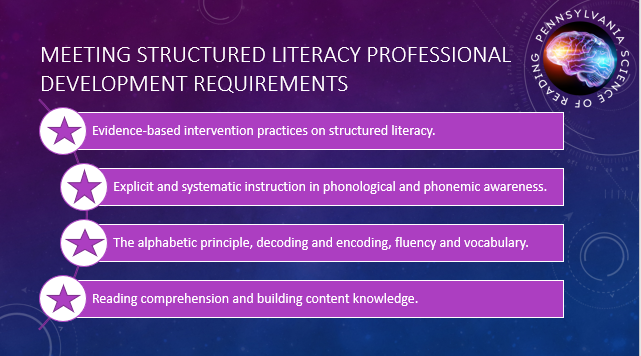 MEETING STRUCTURED LITERACY PROFESSIONAL
DEVELOPMENT REQUIREMENTS
PENNSYLVANIA SCIENCE OF READING
Evidence-based intervention practices on structured literacy.
Explicit and systematic instruction in phonological and phonemic awareness.
The alphabetic principle, decoding and encoding, fluency and vocabulary.
Reading comprehension and building content knowledge.